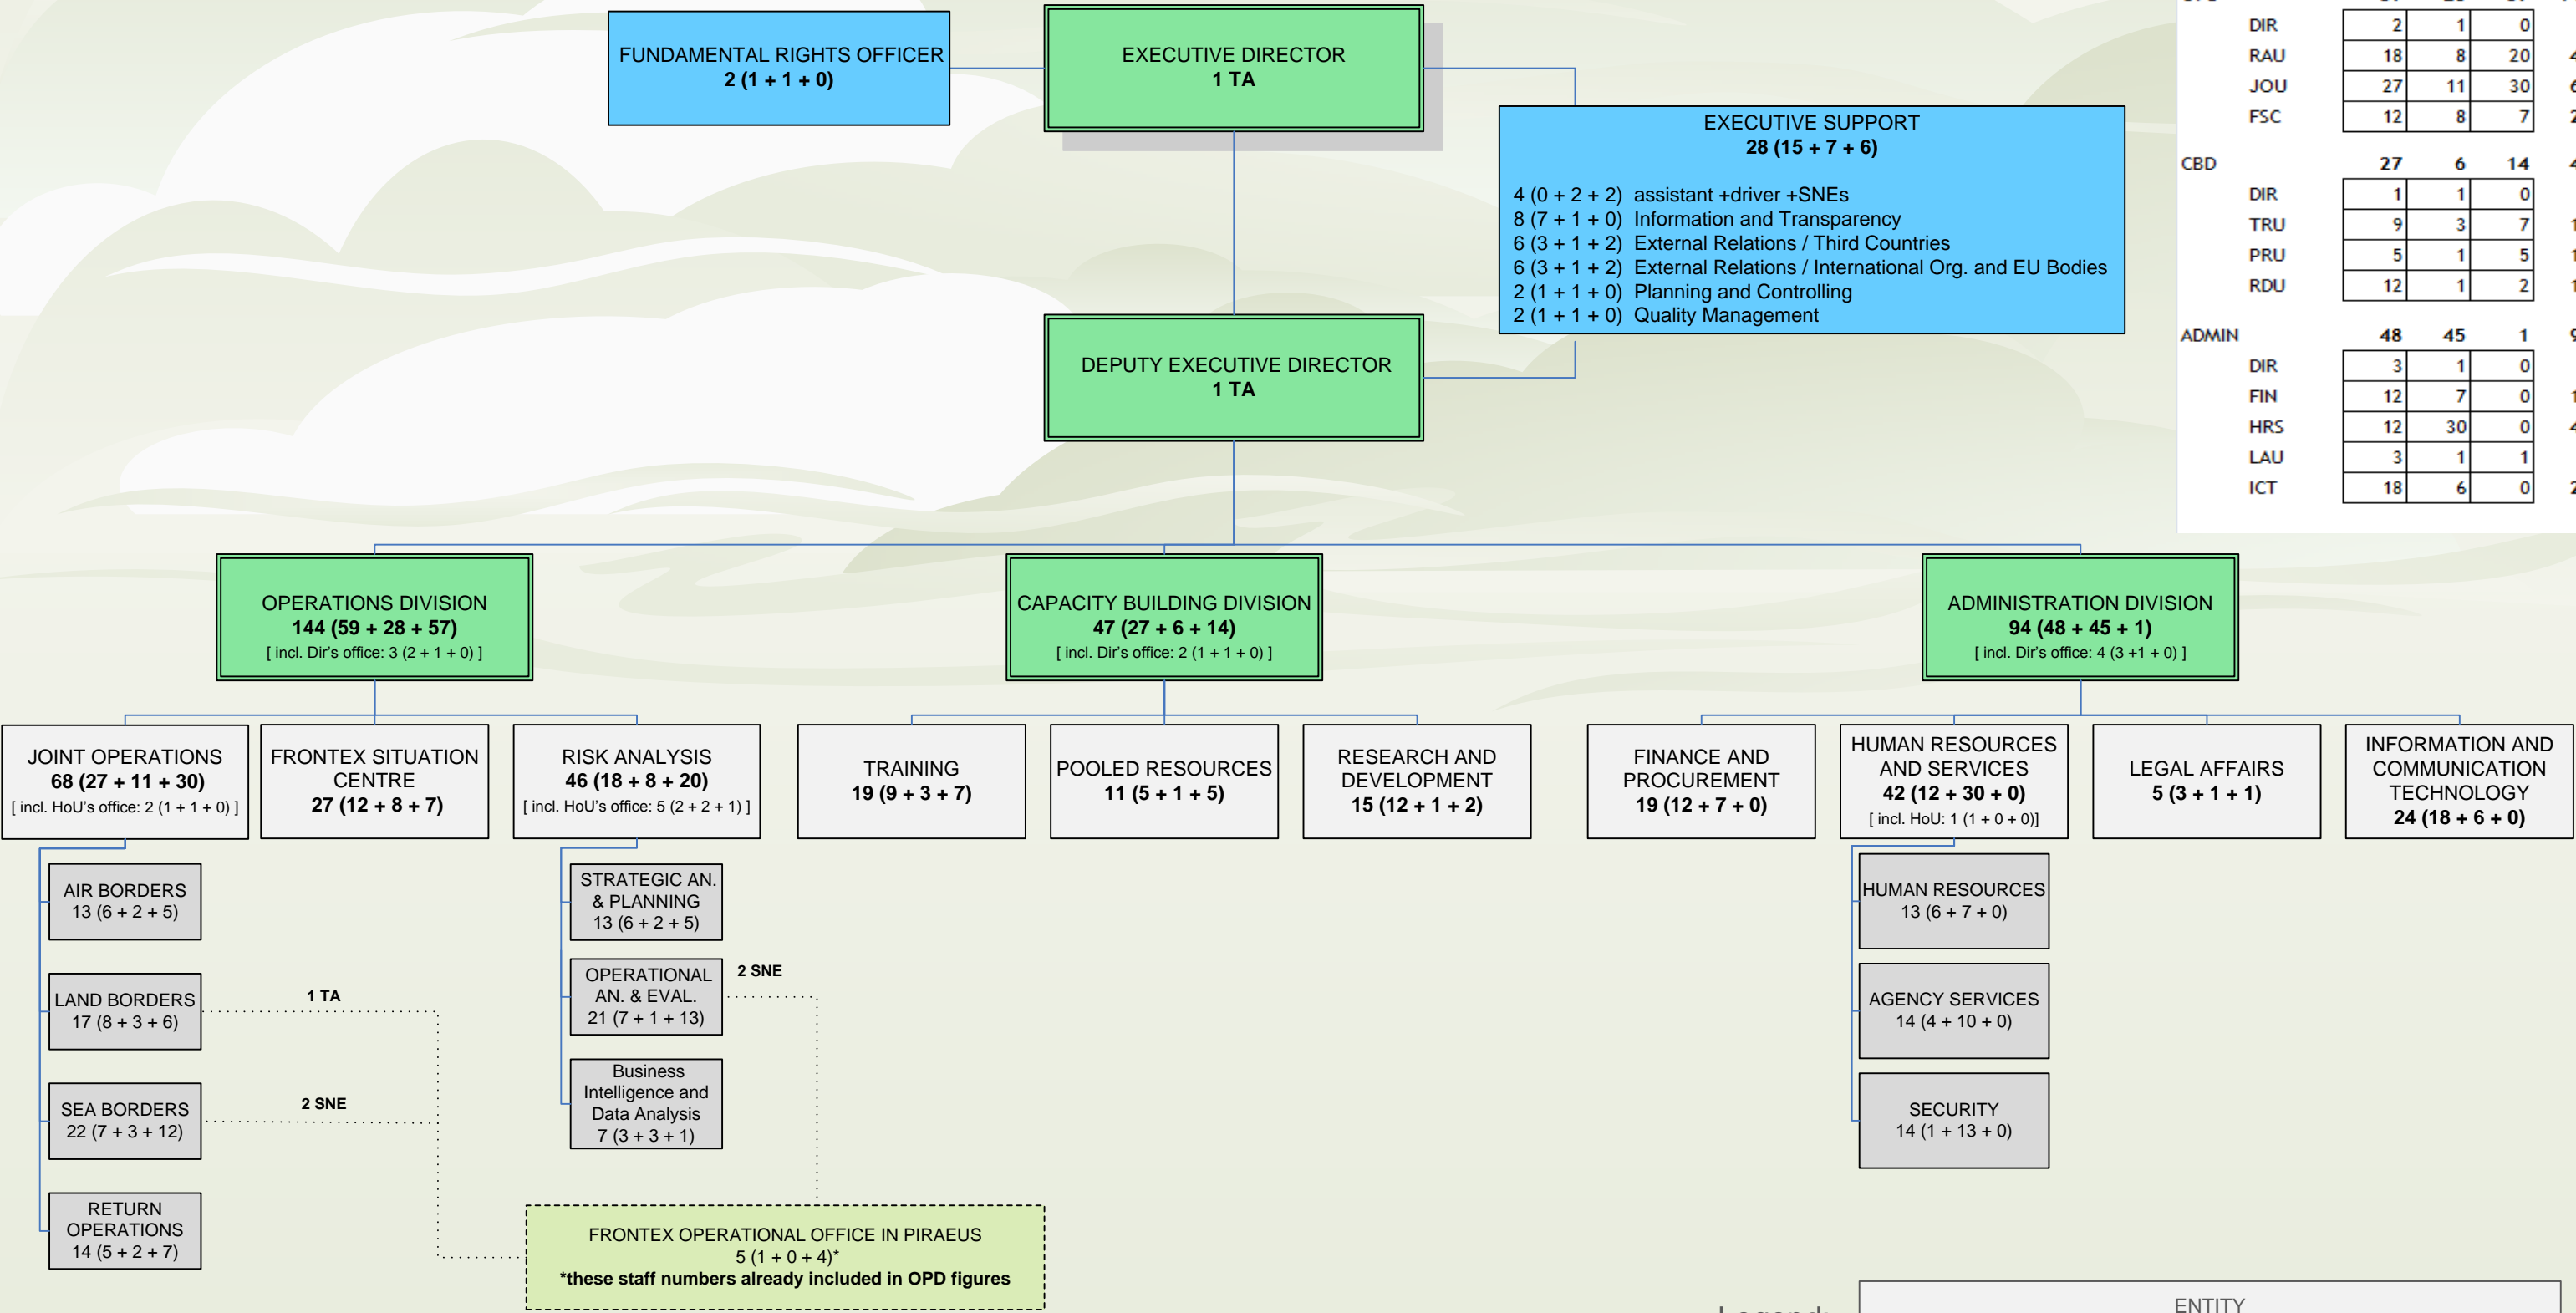 FUNDAMENTAL RIGHTS OFFICER
2 (1 + 1 + 0)
EXECUTIVE DIRECTOR
1 TA
EXECUTIVE SUPPORT
28 (15 + 7 + 6)
4 (0 + 2 + 2) assistant +driver +SNEs
8 (7 + 1 + 0) Information and Transparency
6 (3 + 1 + 2) External Relations / Third Countries
6 (3 + 1 + 2) External Relations / International Org. and EU Bodies
2 (1 + 1 + 0) Planning and Controlling
2 (1 + 1 + 0) Quality Management
DEPUTY EXECUTIVE DIRECTOR
1 TA
DIR 2 1 0
RAU 18 8 20
JOU 27 11 30
FSC 12 8 7
CBD 27 6 14
DIR 1 1 0
TRU 9 3 7
PRU 5 1 5
RDU 12 1 2
ADMIN 48 45 1
DIR 3 1 0
FIN 12 7 0
HRS 12 30 0
LAU 3 1 1
ICT 18 6 0
OPERATIONS DIVISION
144 (59 + 28 + 57)
[ incl. Dir's office: 3 (2 + 1 + 0) ]
CAPACITY BUILDING DIVISION
47 (27 + 6 + 14)
[ incl. Dir's office: 2 (1 + 1 + 0) ]
ADMINISTRATION DIVISION
94 (48 + 45 + 1)
[ incl. Dir's office: 4 (3 +1 + 0) ]
JOINT OPERATIONS
68 (27 + 11 + 30)
[ incl. HoU's office: 2 (1 + 1 + 0) ]
FRONTEX SITUATION
CENTRE
27 (12 + 8 + 7)
RISK ANALYSIS
46 (18 + 8 + 20)
[ incl. HoU's office: 5 (2 + 2 + 1) ]
TRAINING
19 (9 + 3 + 7)
POOLED RESOURCES
11 (5 + 1 + 5)
RESEARCH AND
DEVELOPMENT
15 (12 + 1 + 2)
FINANCE AND
PROCUREMENT
19 (12 + 7 + 0)
HUMAN RESOURCES
AND SERVICES
42 (12 + 30 + 0)
[ incl. HoU: 1 (1 + 0 + 0)]
LEGAL AFFAIRS
5 (3 + 1 + 1)
INFORMATION AND
COMMUNICATION
TECHNOLOGY
24 (18 + 6 + 0)
AIR BORDERS
13 (6 + 2 + 5)
LAND BORDERS
17 (8 + 3 + 6)
1 TA
SEA BORDERS
22 (7 + 3 + 12)
2 SNE
RETURN
OPERATIONS
14 (5 + 2 + 7)
STRATEGIC AN.
& PLANNING
13 (6 + 2 + 5)
OPERATIONAL
AN. & EVAL.
21 (7 + 1 + 13)
2 SNE
Business
Intelligence and
Data Analysis
7 (3 + 3 + 1)
FRONTEX OPERATIONAL OFFICE IN PIRAEUS
5 (1 + 0 + 4)*
*these staff numbers already included in OPD figures
HUMAN RESOURCES
13 (6 + 7 + 0)
AGENCY SERVICES
14 (4 + 10 + 0)
SECURITY
14 (1 + 13 + 0)
Legend:
ENTITY